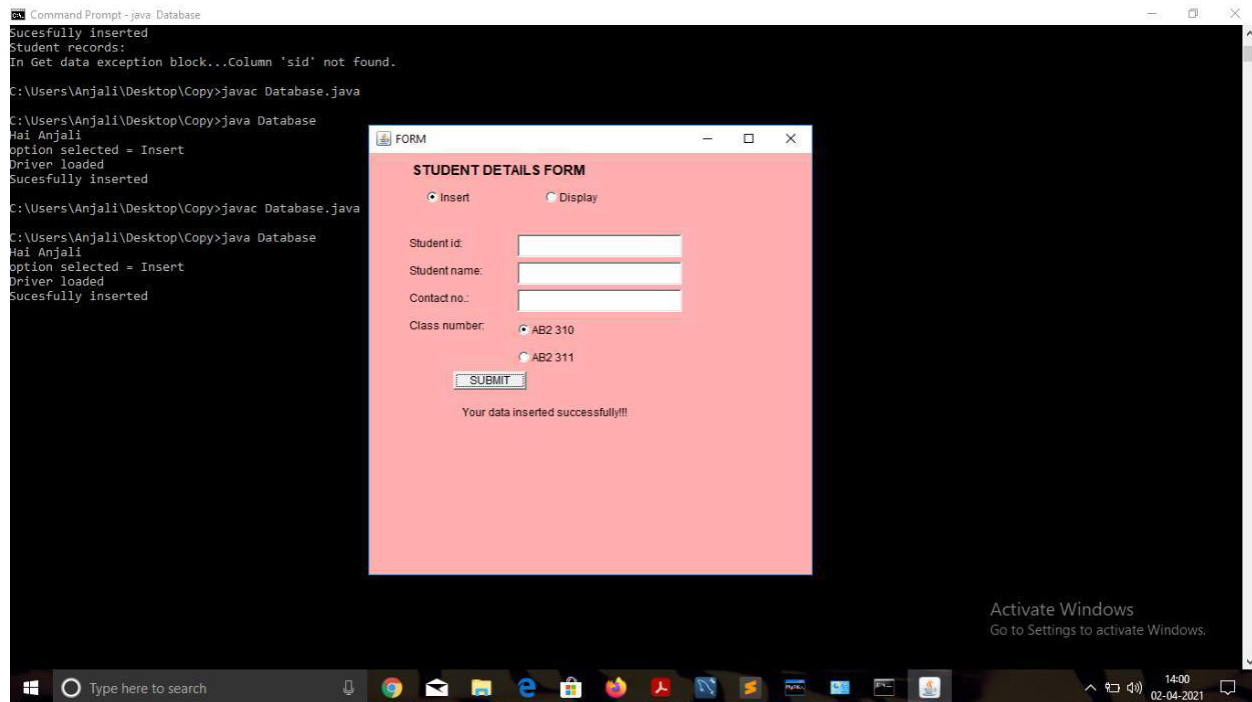 Command Prompt - java Database
Sucesfully inserted
Student records:
In Get data exception block...Column 'sid' not found.
C:\Users\Anjali\Desktop\Copy>javac Database.java
C:\Users\Anjali\Desktop\Copy>java Database
Hai Anjali
option selected = Insert
Driver loaded
Sucesfully inserted
C:\Users\Anjali\Desktop\Copy>javac Database.java
C:\Users\Anjali\Desktop\Copy>java Database
Hai Anjali
option selected = Insert
Driver loaded
Sucesfully inserted
FORM
STUDENT DETAILS FORM
Insert Display
Student id:
Student name:
Contact no.:
Class number: AB2 310
AB2 311
SUBMIT
Your data inserted successfully!!!
Activate Windows
Go to Settings to activate Windows.
Type here to search
14:00
02-04-2021